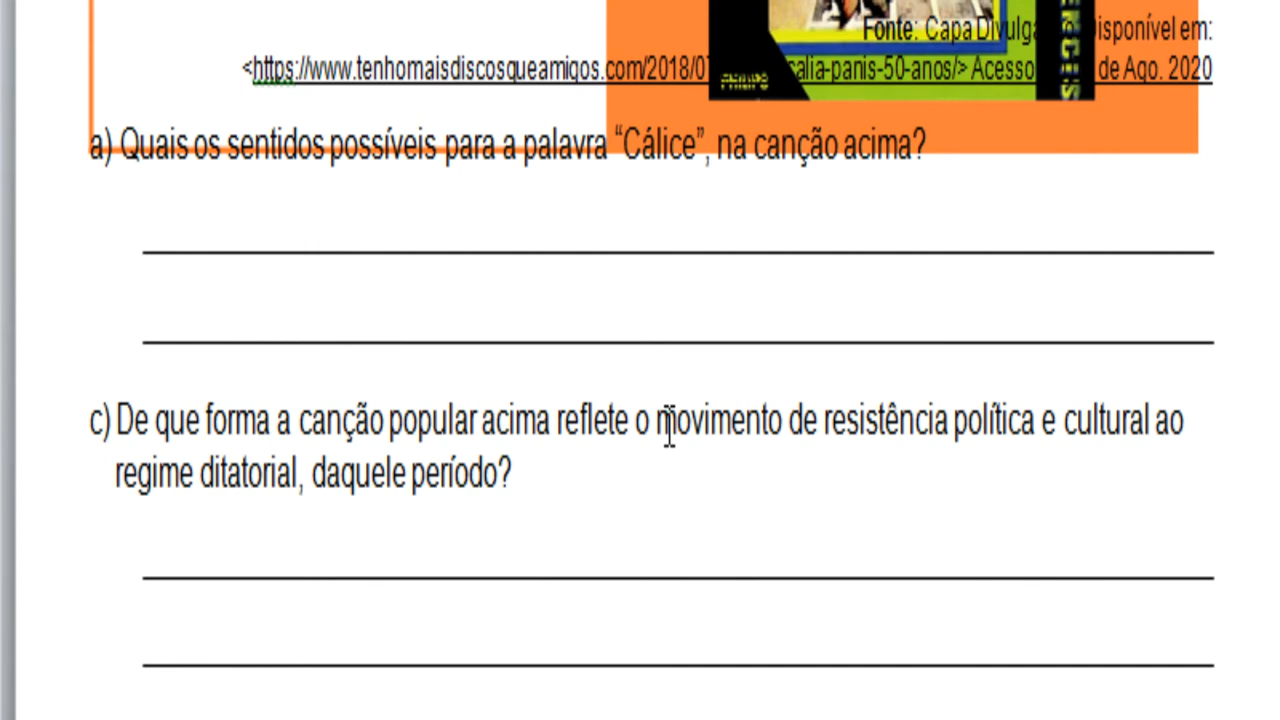 Fonte: Capa Divulga isponível em:
<https://www.tenhomaisdiscosqueamigos.com/2018/07 calia-panis-50-anos/> Acesso de Ago. 2020
PHILIPS
a) Quais os sentidos possíveis para a palavra “Cálice”, na canção acima?
c) De que forma a canção popular acima reflete o movimento de resistência política e cultural ao
regime ditatorial, daquele período?